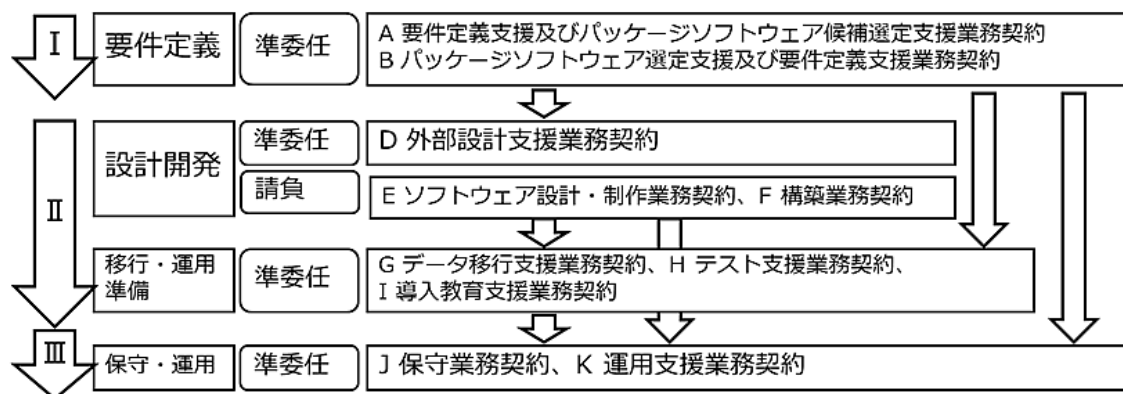 Ⅰ
要件定義
準委任
A 要件定義支援及びパッケージソフトウェア候補選定支援業務契約
B パッケージソフトウェア選定支援及び要件定義支援業務契約
Ⅱ
設計開発
準委任
D 外部設計支援業務契約
請負
E ソフトウェア設計・制作業務契約、F 構築業務契約
移行・運用
準備
準委任
G データ移行支援業務契約、H テスト支援業務契約、
I 導入教育支援業務契約
Ⅲ
保守・運用
準委任
J 保守業務契約、K 運用支援業務契約